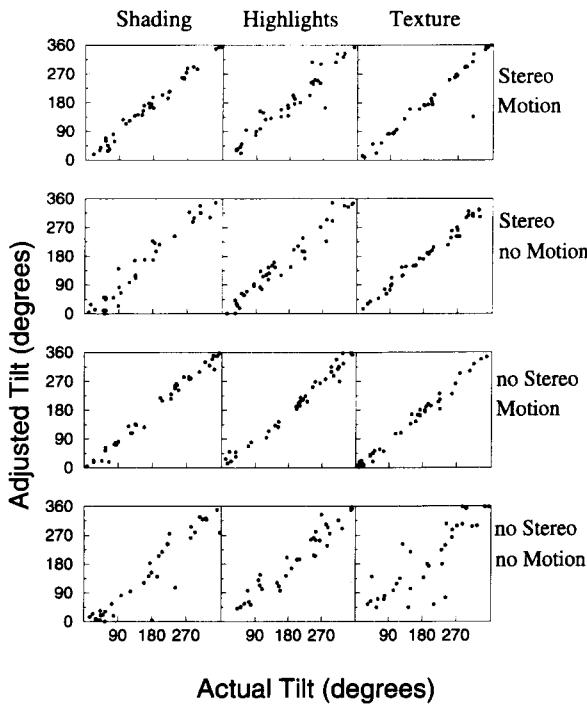 Shading Highlights Texture
360
270
180
90
0
Stereo
Motion
360
270
180
90
0
Stereo
no Motion
360
270
180
90
0
no Stereo
Motion
360
270
180
90
0
no Stereo
no Motion
90 180 270 90 180 270 90 180 270
Adjusted Tilt (degrees)
Actual Tilt (degrees)